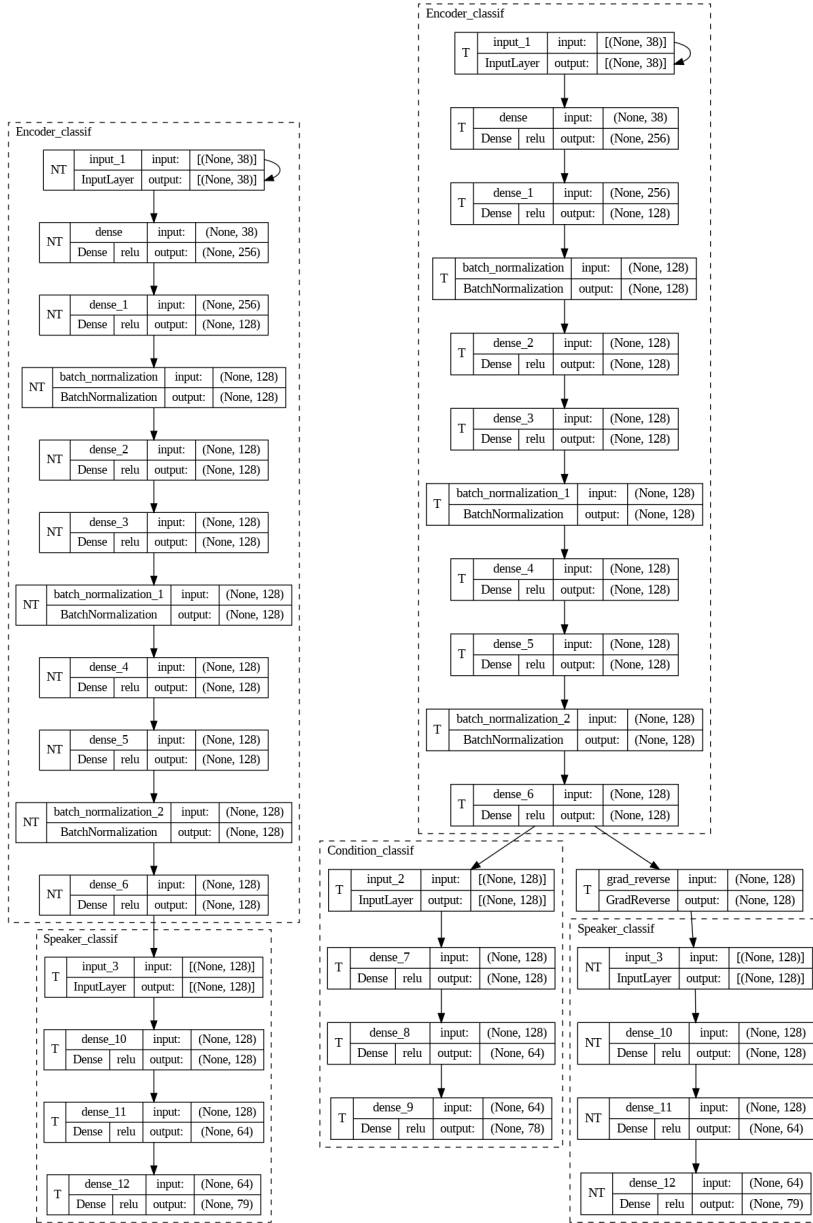 Encoder_classif
NT input_1 input: [(None, 38)]
InputLayer output: [(None, 38)]
NT dense input: (None, 38)
Dense relu output: (None, 256)
NT dense_1 input: (None, 256)
Dense relu output: (None, 128)
NT batch_normalization input: (None, 128)
BatchNormalization output: (None, 128)
NT dense_2 input: (None, 128)
Dense relu output: (None, 128)
NT dense_3 input: (None, 128)
Dense relu output: (None, 128)
NT batch_normalization_1 input: (None, 128)
BatchNormalization output: (None, 128)
NT dense_4 input: (None, 128)
Dense relu output: (None, 128)
NT dense_5 input: (None, 128)
Dense relu output: (None, 128)
NT batch_normalization_2 input: (None, 128)
BatchNormalization output: (None, 128)
NT dense_6 input: (None, 128)
Dense relu output: (None, 128)
Speaker_classif
T input_3 input: [(None, 128)]
InputLayer output: [(None, 128)]
T dense_10 input: (None, 128)
Dense relu output: (None, 128)
T dense_11 input: (None, 128)
Dense relu output: (None, 64)
T dense_12 input: (None, 64)
Dense relu output: (None, 79)
Encoder_classif
T input_1 input: [(None, 38)]
InputLayer output: [(None, 38)]
T dense input: (None, 38)
Dense relu output: (None, 256)
T dense_1 input: (None, 256)
Dense relu output: (None, 128)
T batch_normalization input: (None, 128)
BatchNormalization output: (None, 128)
T dense_2 input: (None, 128)
Dense relu output: (None, 128)
T dense_3 input: (None, 128)
Dense relu output: (None, 128)
T batch_normalization_1 input: (None, 128)
BatchNormalization output: (None, 128)
T dense_4 input: (None, 128)
Dense relu output: (None, 128)
T dense_5 input: (None, 128)
Dense relu output: (None, 128)
T batch_normalization_2 input: (None, 128)
BatchNormalization output: (None, 128)
T dense_6 input: (None, 128)
Dense relu output: (None, 128)
Condition_classif
T input_2 input: [(None, 128)]
InputLayer output: [(None, 128)]
T dense_7 input: (None, 128)
Dense relu output: (None, 128)
T dense_8 input: (None, 128)
Dense relu output: (None, 64)
T dense_9 input: (None, 64)
Dense relu output: (None, 78)
T grad_reverse input: (None, 128)
GradReverse output: (None, 128)
Speaker_classif
NT input_3 input: [(None, 128)]
InputLayer output: [(None, 128)]
NT dense_10 input: (None, 128)
Dense relu output: (None, 128)
NT dense_11 input: (None, 128)
Dense relu output: (None, 64)
NT dense_12 input: (None, 64)
Dense relu output: (None, 79)